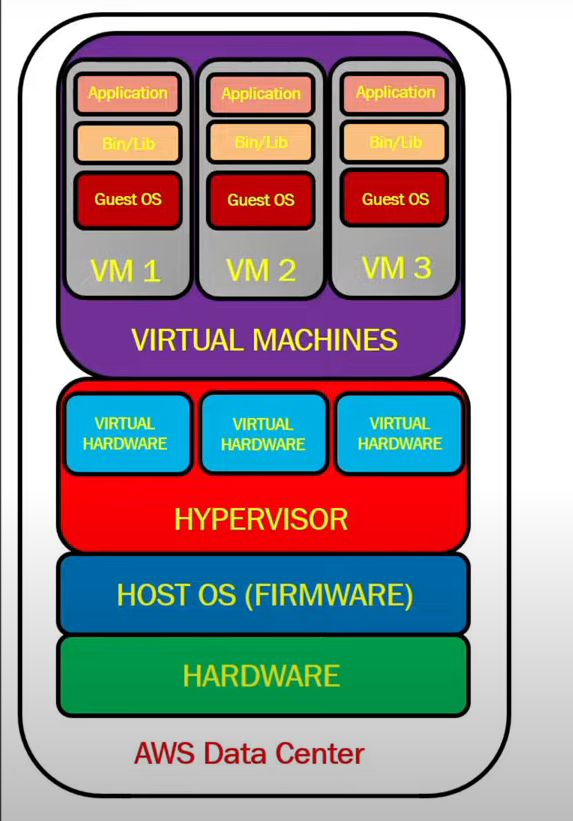 Application
Application
Application
Bin/Lib
Bin/Lib
Bin/Lib
Guest OS
Guest OS
Guest OS
VM 1
VM 2
VM 3
VIRTUAL MACHINES
VIRTUAL
HARDWARE
VIRTUAL
HARDWARE
VIRTUAL
HARDWARE
HYPERVISOR
HOST OS (FIRMWARE)
HARDWARE
AWS Data Center